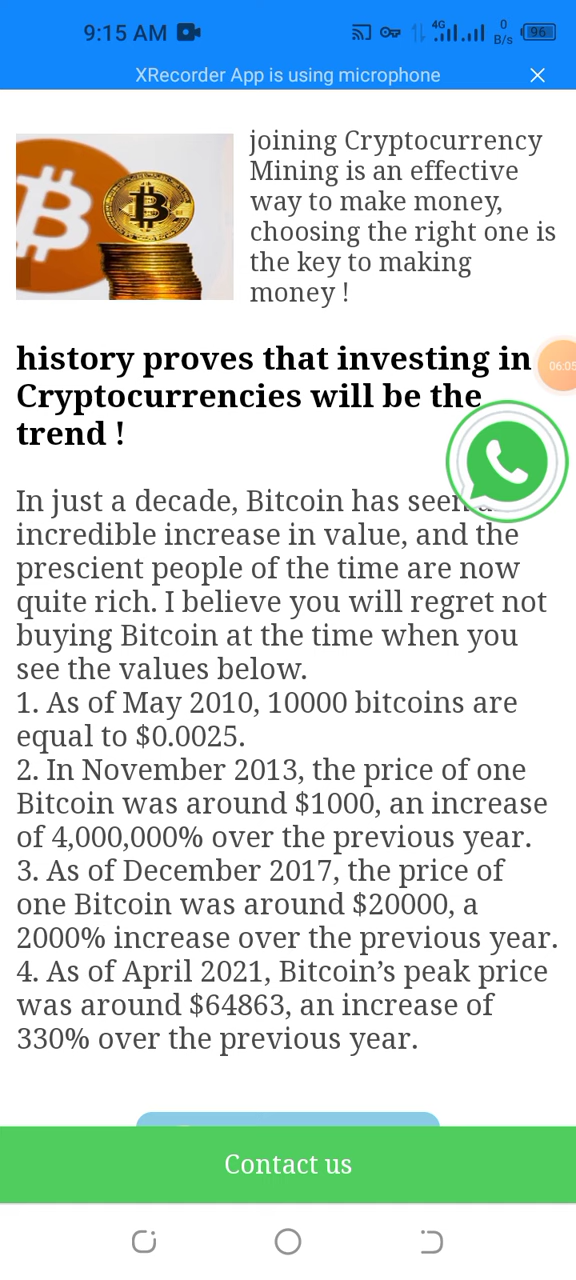 9:15 AM
4G
0
B/s
96
XRecorder App is using microphone
joining Cryptocurrency
Mining is an effective
way to make money,
choosing the right one is
the key to making
money !
history proves that investing in
Cryptocurrencies will be the
trend !
06:05
In just a decade, Bitcoin has seen
incredible increase in value, and the
prescient people of the time are now
quite rich. I believe you will regret not
buying Bitcoin at the time when you
see the values below.
1. As of May 2010, 10000 bitcoins are
equal to $0.0025.
2. In November 2013, the price of one
Bitcoin was around $1000, an increase
of 4,000,000% over the previous year.
3. As of December 2017, the price of
one Bitcoin was around $20000, a
2000% increase over the previous year.
4. As of April 2021, Bitcoin’s peak price
was around $64863, an increase of
330% over the previous year.
Contact us